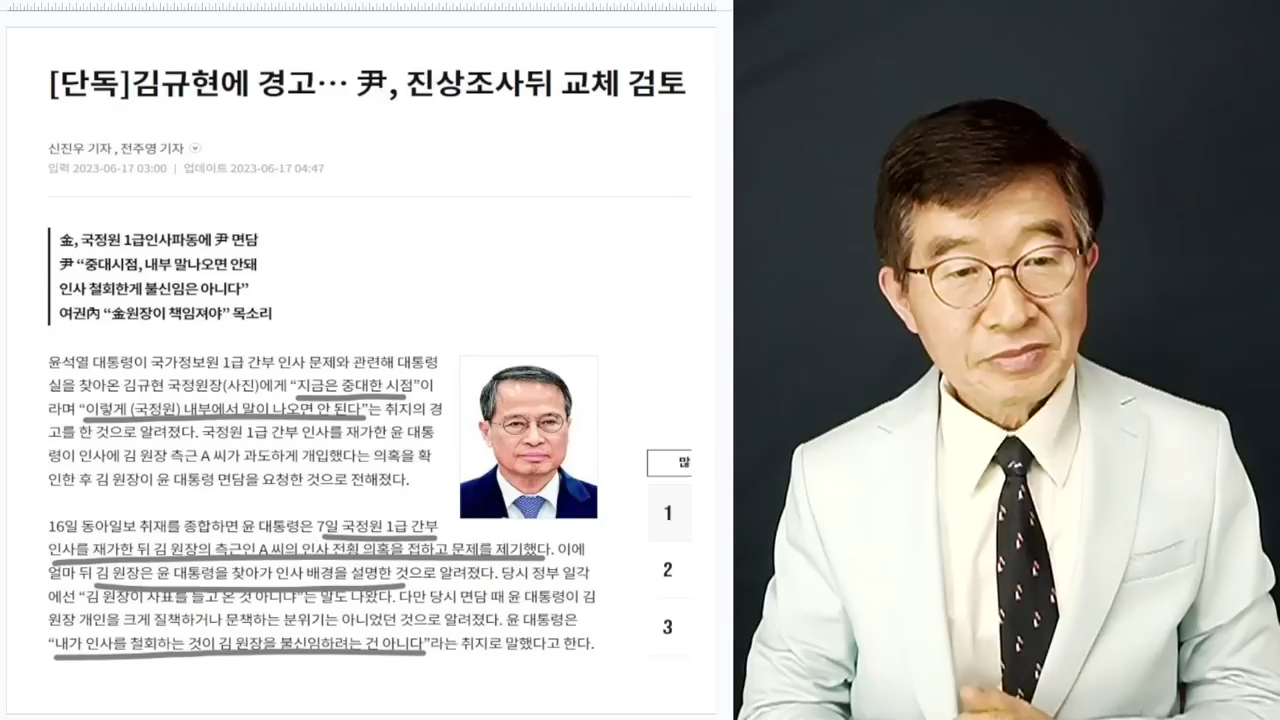 [단독]김규현에 경고… 尹, 진상조사뒤 교체 검토
신진우 기자 , 전주영 기자
입력 2023-06-17 03:00 | 업데이트 2023-06-17 04:47
金, 국정원 1급인사파동에 尹 면담
尹 “중대시점, 내부 말나오면 안돼
인사 철회한게 불신임은 아니다”
여권內 “金원장이 책임져야” 목소리
윤석열 대통령이 국가정보원 1급 간부 인사 문제와 관련해 대통령
실을 찾아온 김규현 국정원장(사진)에게 “지금은 중대한 시점”이
라며 “이렇게 (국정원) 내부에서 말이 나오면 안 된다”는 취지의 경
고를 한 것으로 알려졌다. 국정원 1급 간부 인사를 재가한 윤 대통
령이 인사에 김 원장 측근 A 씨가 과도하게 개입했다는 의혹을 확
인한 후 김 원장이 윤 대통령 면담을 요청한 것으로 전해졌다.
16일 동아일보 취재를 종합하면 윤 대통령은 7일 국정원 1급 간부
인사를 재가한 뒤 김 원장의 측근인 A 씨의 인사 전횡 의혹을 접하고 문제를 제기했다. 이에
얼마 뒤 김 원장은 윤 대통령을 찾아가 인사 배경을 설명한 것으로 알려졌다. 당시 정부 일각
에선 “김 원장이 사표를 들고 온 것 아니냐”는 말도 나왔다. 다만 당시 면담 때 윤 대통령이 김
원장 개인을 크게 질책하거나 문책하는 분위기는 아니었던 것으로 알려졌다. 윤 대통령은
“내가 인사를 철회하는 것이 김 원장을 불신임하려는 건 아니다”라는 취지로 말했다고 한다.
많
1
2
3